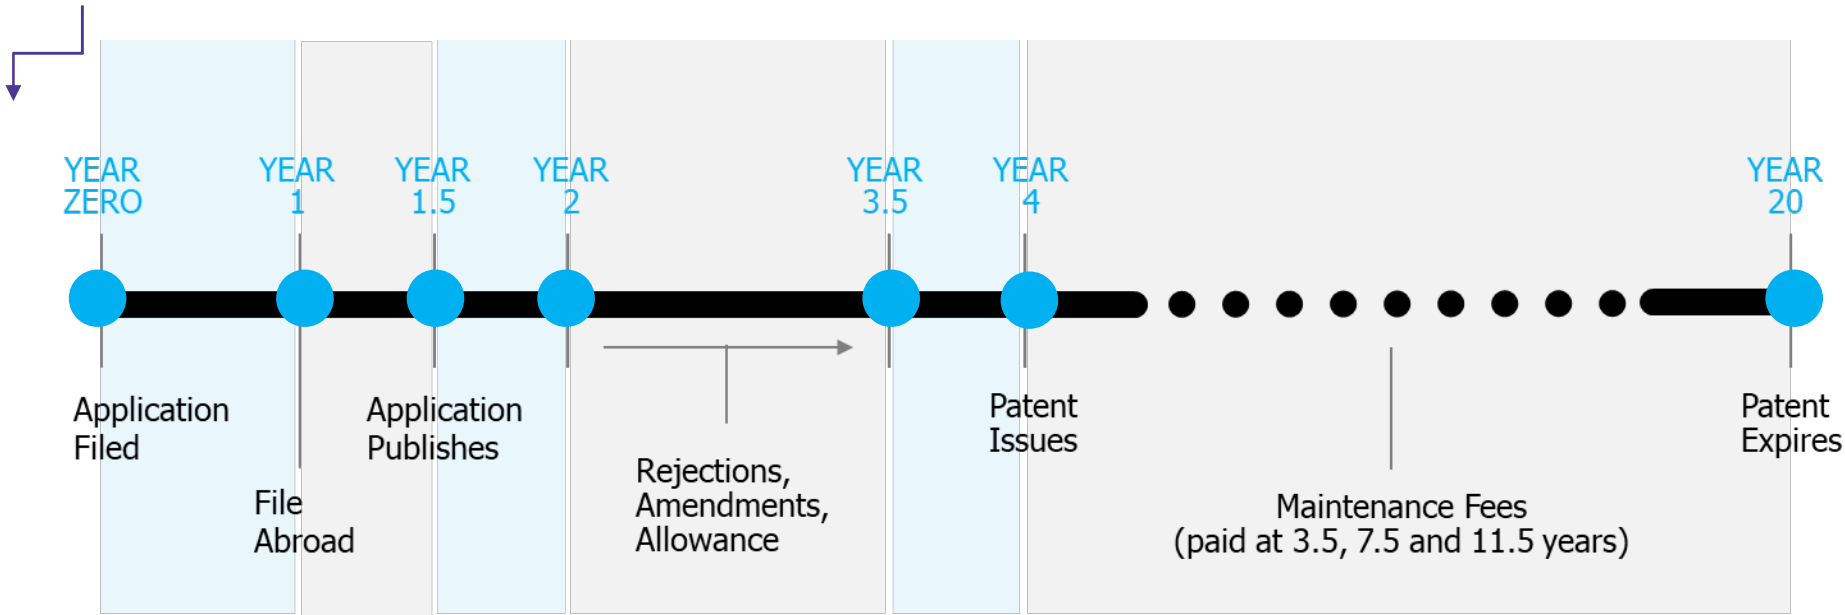 YEAR
ZERO
YEAR
1
YEAR
1.5
YEAR
2
YEAR
3.5
YEAR
4
YEAR
20
Application
Filed
File
Abroad
Application
Publishes
Rejections,
Amendments,
Allowance
Patent
Issues
Maintenance Fees
(paid at 3.5, 7.5 and 11.5 years)
Patent
Expires